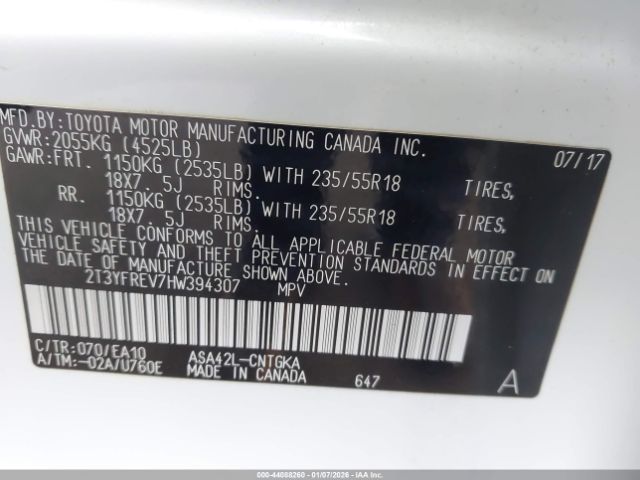 MFD.BY:TOYOTA MOTOR MANUFACTURING CANADA INC.
GVWR:2055KG (4525LB) 07/17
GAWR:FRT. 1150KG (2535LB) WITH 235/55R18 TIRES,
18X7.5J RIMS.
RR. 1150KG (2535LB) WITH 235/55R18 TIRES,
18X7.5J RIMS.
THIS VEHICLE CONFORMS TO ALL APPLICABLE FEDERAL MOTOR
VEHICLE SAFETY AND THEFT PREVENTION STANDARDS IN EFFECT ON
THE DATE OF MANUFACTURE SHOWN ABOVE.
2T3YFREV7HW394307 MPV
C/TR:070/EA10 ASA42L-CNTGKA
A/TM:-02A/U760E MADE IN CANADA 647 A
000-44088260 - 01/07/2026 - IAAI.COM